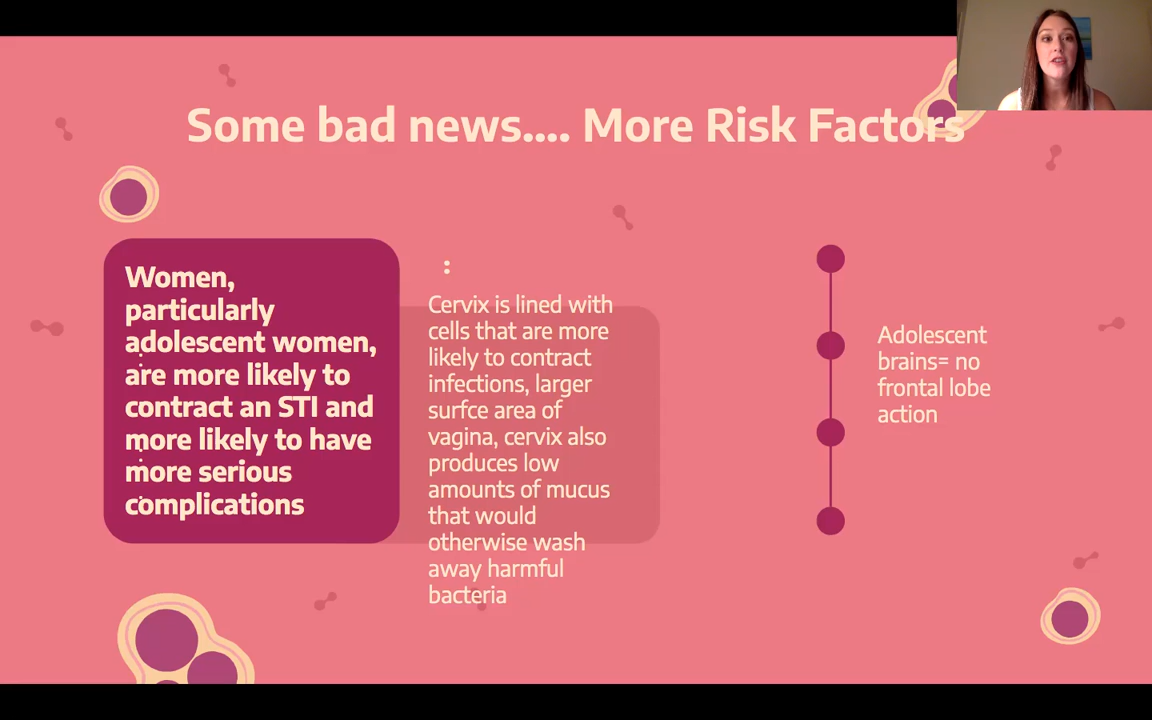 Some bad news.... More Risk Factors
Women,
particularly
adolescent women,
are more likely to
contract an STI and
more likely to have
more serious
complications
:
Cervix is lined with
cells that are more
likely to contract
infections, larger
surfce area of
vagina, cervix also
produces low
amounts of mucus
that would
otherwise wash
away harmful
bacteria
Adolescent
brains= no
frontal lobe
action